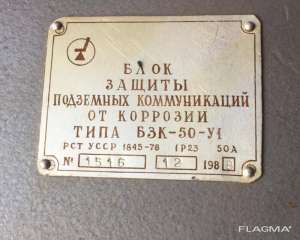 БЛОК
ЗАЩИТЫ
ПОДЗЕМНЫХ КОММУНИКАЦИЙ
ОТ КОРРОЗИИ
ТИПА БЗК-50-У1
РСТ УССР 1845-78 IP23 50А
№ 1516 12 198
FLAGMA